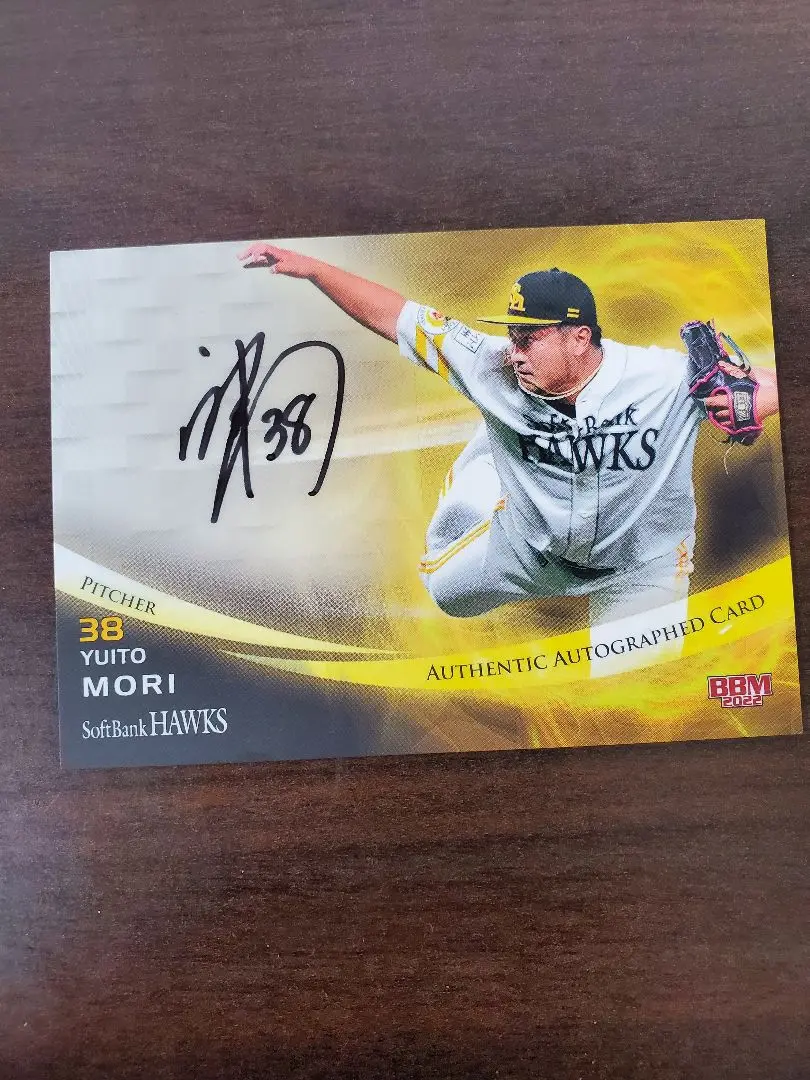 38
SoftBank
HAWKS
PITCHER
38
YUITO
MORI
SoftBank HAWKS
AUTHENTIC AUTOGRAPHED CARD
BBM
2022